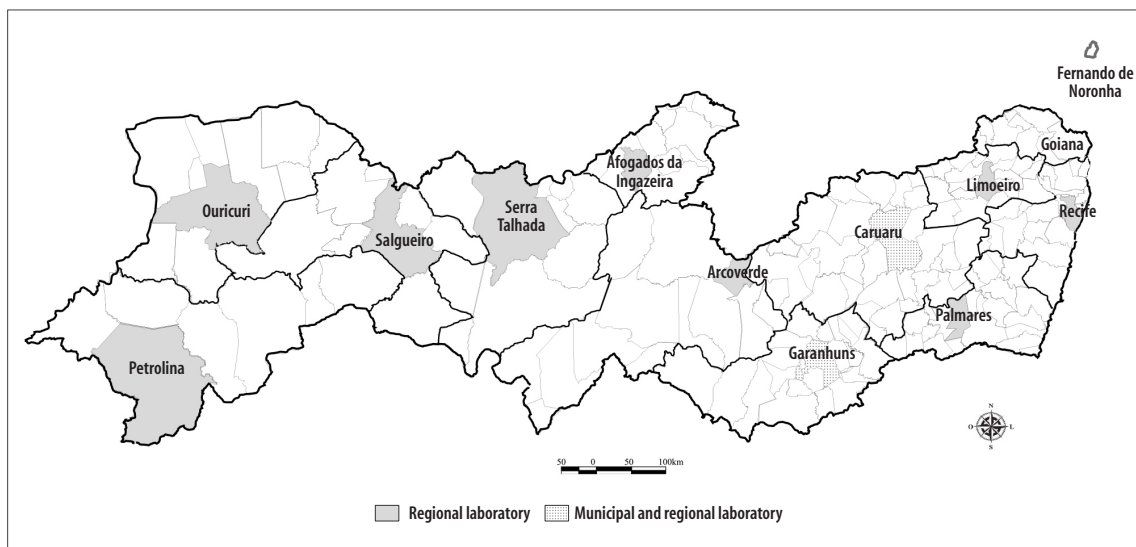 Fernando de
Noronha
Goiana
Afogados da
Ingazeira
Limoeiro
Ouricuri
Serra
Talhada
Recife
Salgueiro
Caruaru
Arcoverde
Palmares
Garanhuns
Petrolina
N
O L
S
50 0 50 100km
Regional laboratory
Municipal and regional laboratory